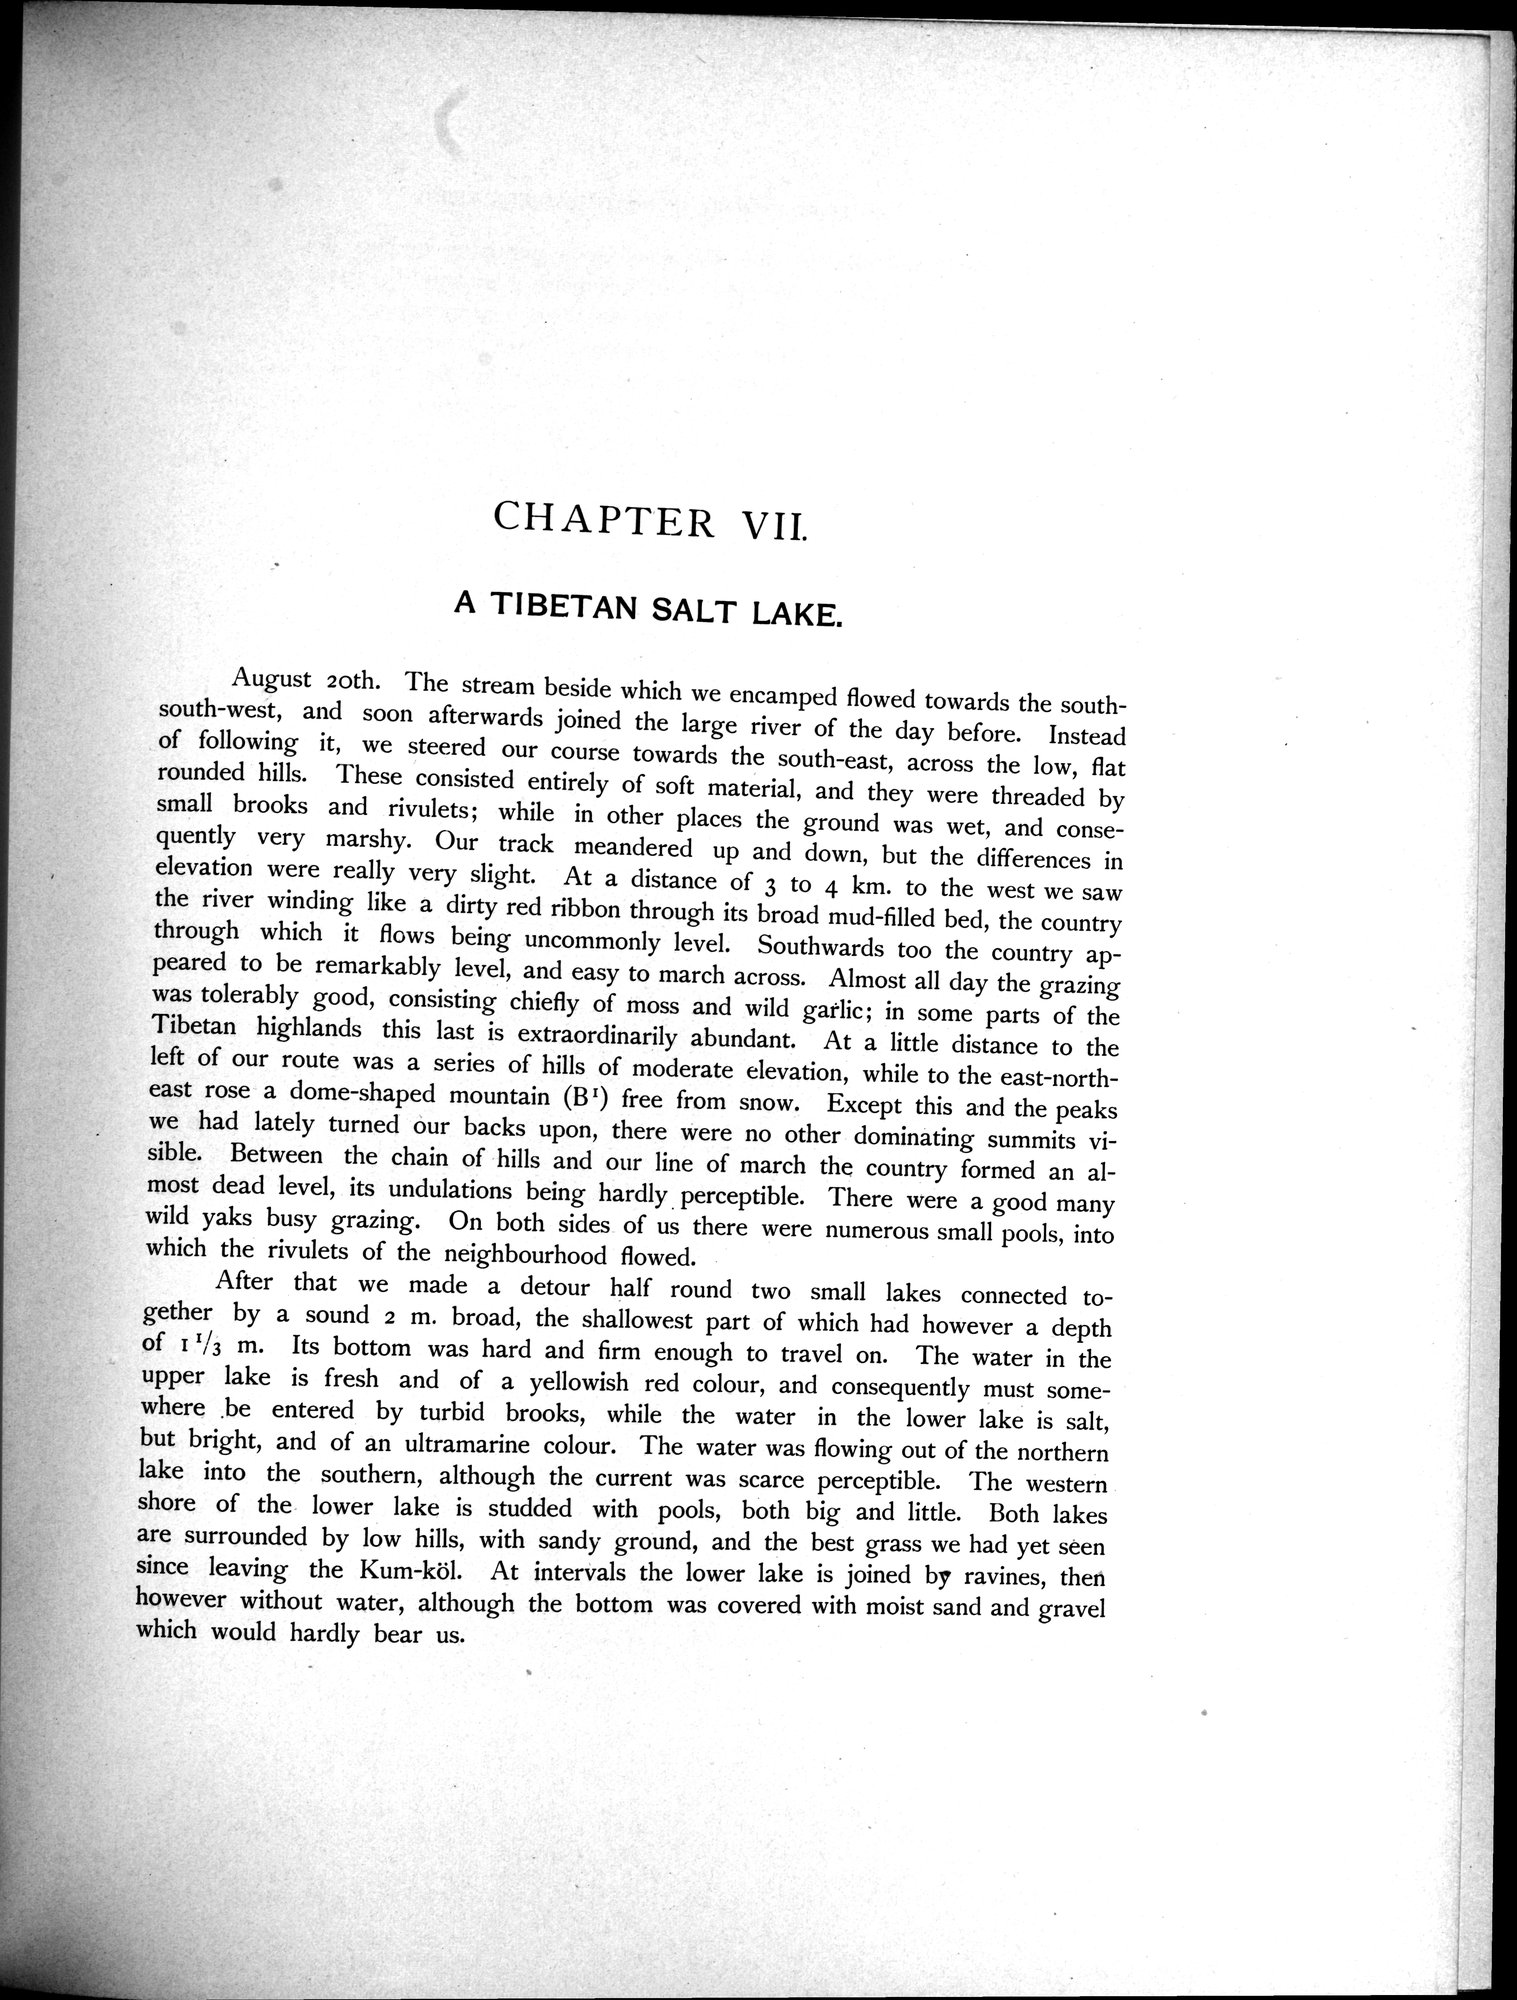 CHAPTER VII.
A TIBETAN SALT LAKE.
August 20th. The stream beside which we encamped flowed towards the south-
south-west, and soon afterwards joined the large river of the day before. Instead
of following it, we steered our course towards the south-east, across the low, flat
rounded hills. These consisted entirely of soft material, and they were threaded by
small brooks and rivulets; while in other places the ground was wet, and conse-
quently very marshy. Our track meandered up and down, but the differences in
elevation were really very slight. At a distance of 3 to 4 km. to the west we saw
the river winding like a dirty red ribbon through its broad mud-filled bed, the country
through which it flows being uncommonly level. Southwards too the country ap-
peared to be remarkably level, and easy to march across. Almost all day the grazing
was tolerably good, consisting chiefly of moss and wild garlic; in some parts of the
Tibetan highlands this last is extraordinarily abundant. At a little distance to the
left of our route was a series of hills of moderate elevation, while to the east-north-
east rose a dome-shaped mountain (B¹) free from snow. Except this and the peaks
we had lately turned our backs upon, there were no other dominating summits vi-
sible. Between the chain of hills and our line of march the country formed an al-
most dead level, its undulations being hardly perceptible. There were a good many
wild yaks busy grazing. On both sides of us there were numerous small pools, into
which the rivulets of the neighbourhood flowed.
After that we made a detour half round two small lakes connected to-
gether by a sound 2 m. broad, the shallowest part of which had however a depth
of 1 1/3 m. Its bottom was hard and firm enough to travel on. The water in the
upper lake is fresh and of a yellowish red colour, and consequently must some-
where be entered by turbid brooks, while the water in the lower lake is salt,
but bright, and of an ultramarine colour. The water was flowing out of the northern
lake into the southern, although the current was scarce perceptible. The western
shore of the lower lake is studded with pools, both big and little. Both lakes
are surrounded by low hills, with sandy ground, and the best grass we had yet seen
since leaving the Kum-köl. At intervals the lower lake is joined by ravines, then
however without water, although the bottom was covered with moist sand and gravel
which would hardly bear us.